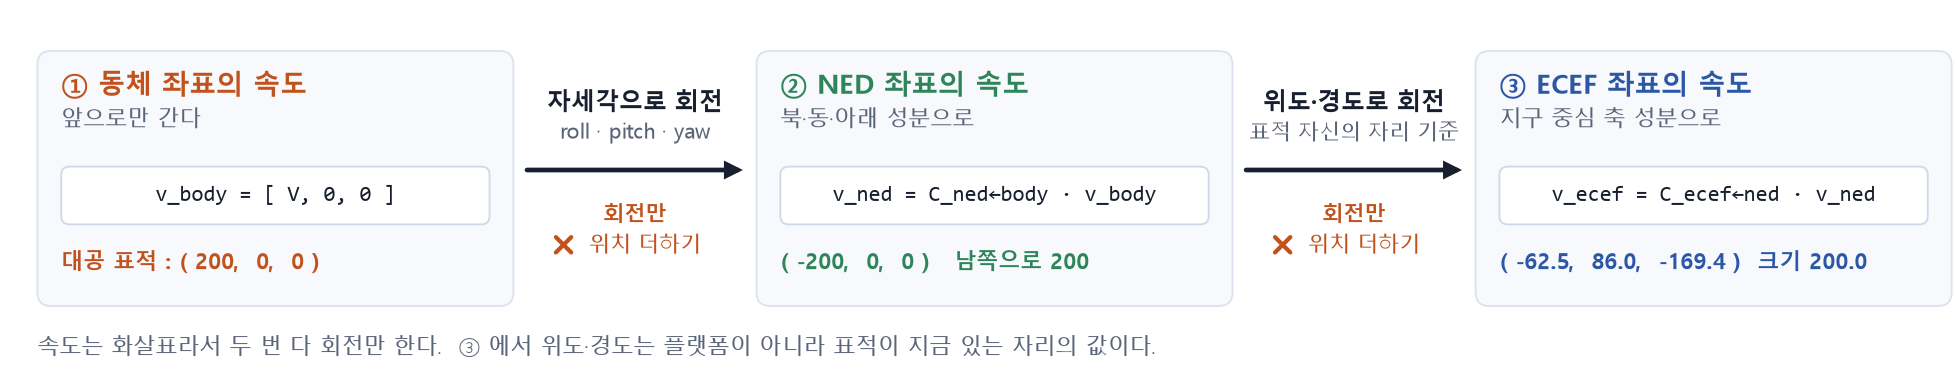 ① 동체 좌표의 속도
앞으로만 간다
v_body = [ V, 0, 0 ]
대공 표적 : ( 200, 0, 0 )
자세각으로 회전
roll · pitch · yaw
회전만
✕ 위치 더하기
② NED 좌표의 속도
북·동·아래 성분으로
v_ned = C_ned←body · v_body
( -200, 0, 0 ) 남쪽으로 200
위도·경도로 회전
표적 자신의 자리 기준
회전만
✕ 위치 더하기
③ ECEF 좌표의 속도
지구 중심 축 성분으로
v_ecef = C_ecef←ned · v_ned
( -62.5, 86.0, -169.4 ) 크기 200.0
속도는 화살표라서 두 번 다 회전만 한다. ③ 에서 위도·경도는 플랫폼이 아니라 표적이 지금 있는 자리의 값이다.